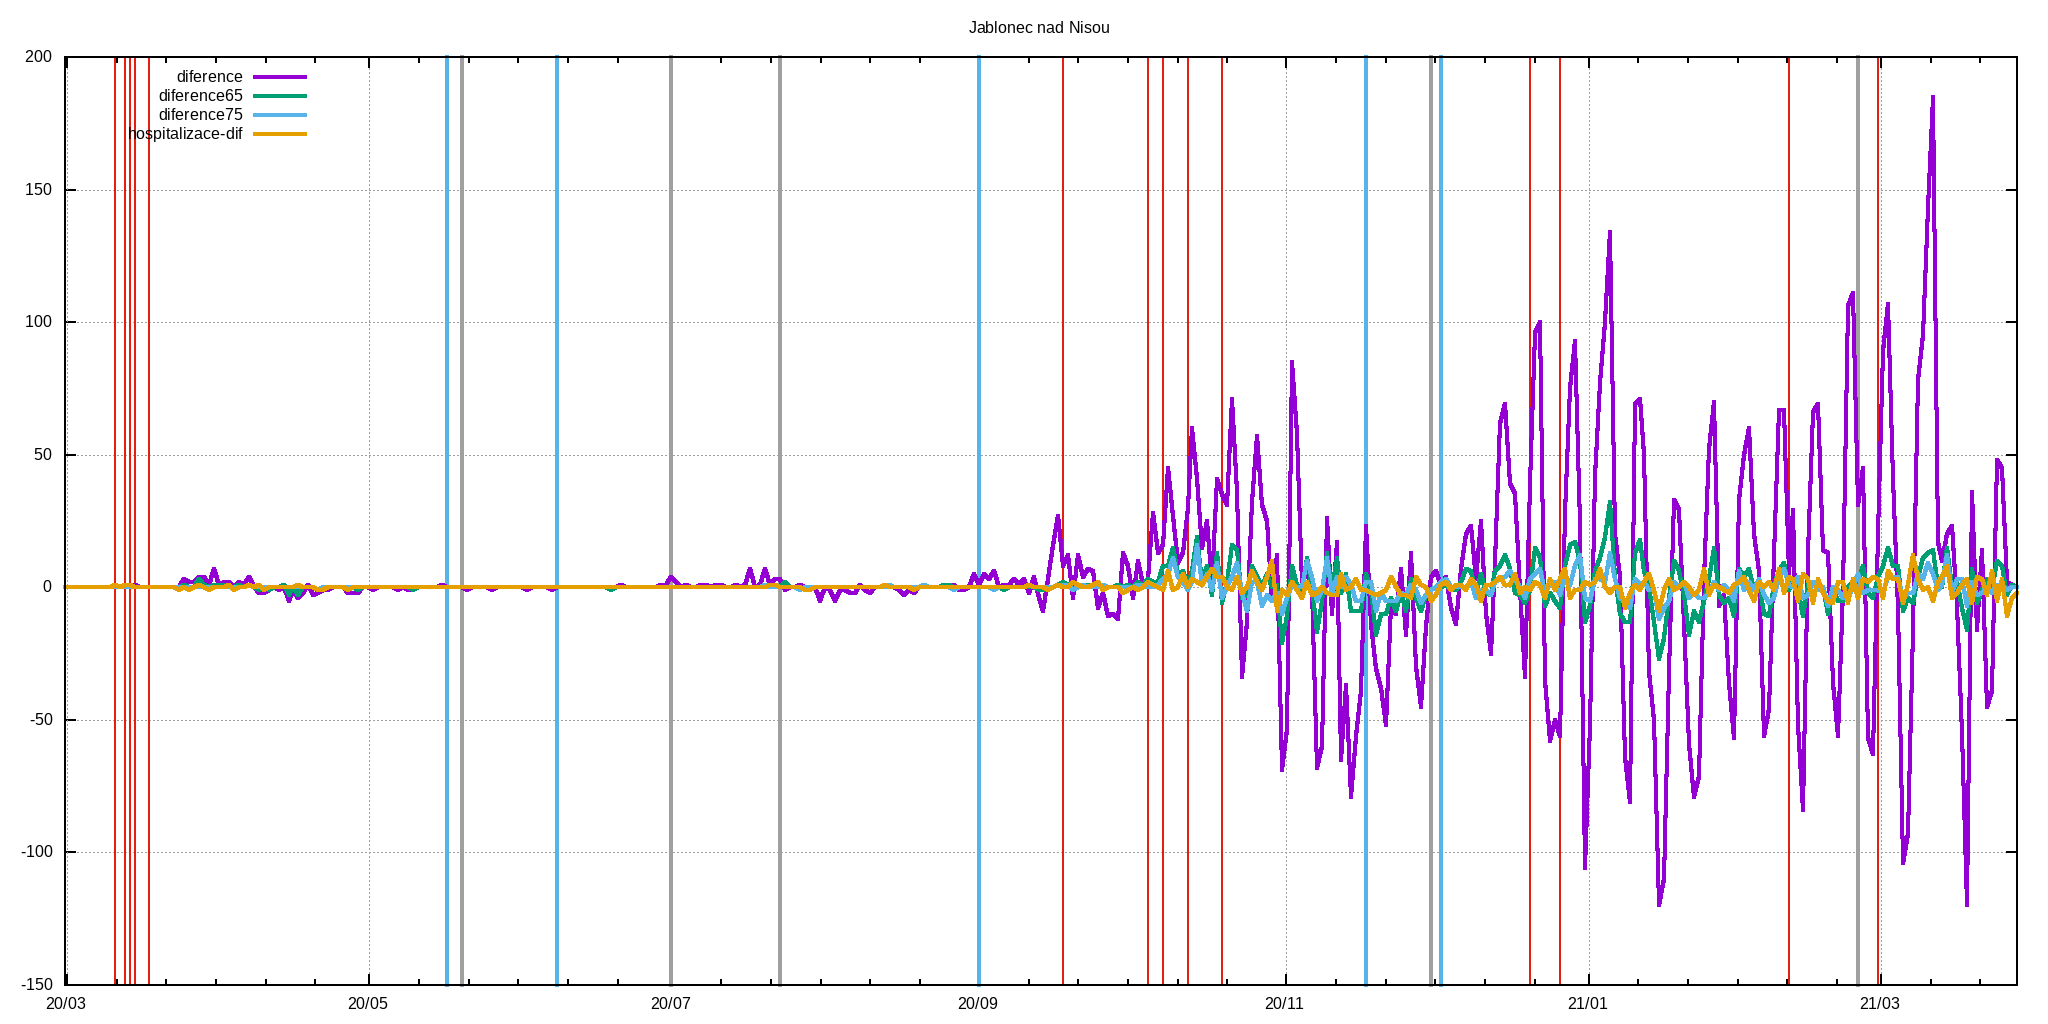 Jablonec nad Nisou
200
150
100
50
0
-50
-100
-150
diference
diference65
diference75
hospitalizace-dif
20/03 20/05 20/07 20/09 20/11 21/01 21/03